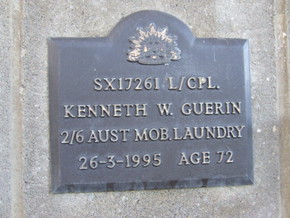 SX17261 L/CPL.
KENNETH W. GUERIN
2/6 AUST MOB. LAUNDRY
26-3-1995 AGE 72